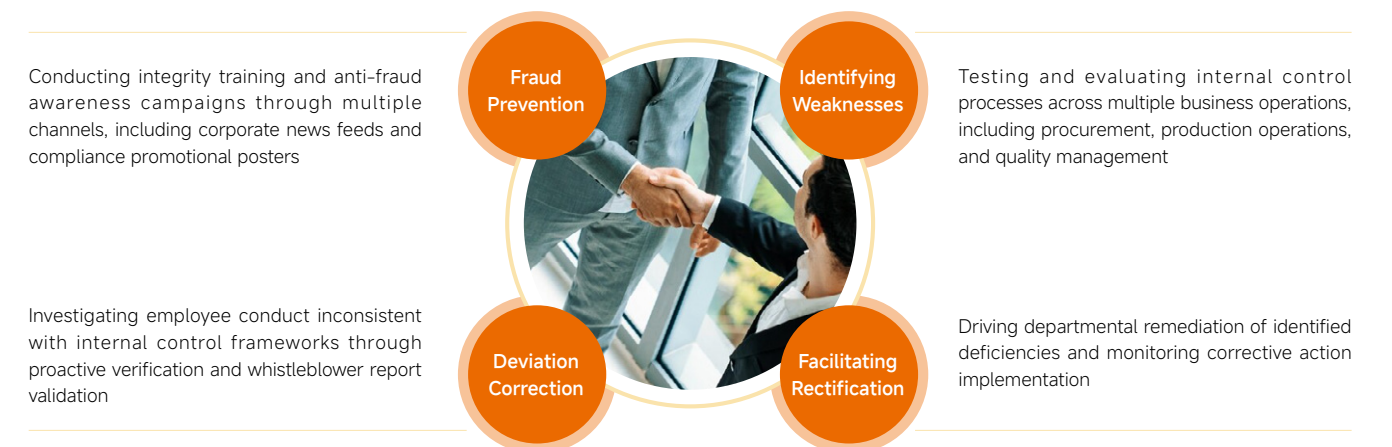 Fraud
Prevention
Conducting integrity training and anti-fraud
awareness campaigns through multiple
channels, including corporate news feeds and
compliance promotional posters
Identifying
Weaknesses
Testing and evaluating internal control
processes across multiple business operations,
including procurement, production operations,
and quality management
Deviation
Correction
Investigating employee conduct inconsistent
with internal control frameworks through
proactive verification and whistleblower report
validation
Facilitating
Rectification
Driving departmental remediation of identified
deficiencies and monitoring corrective action
implementation